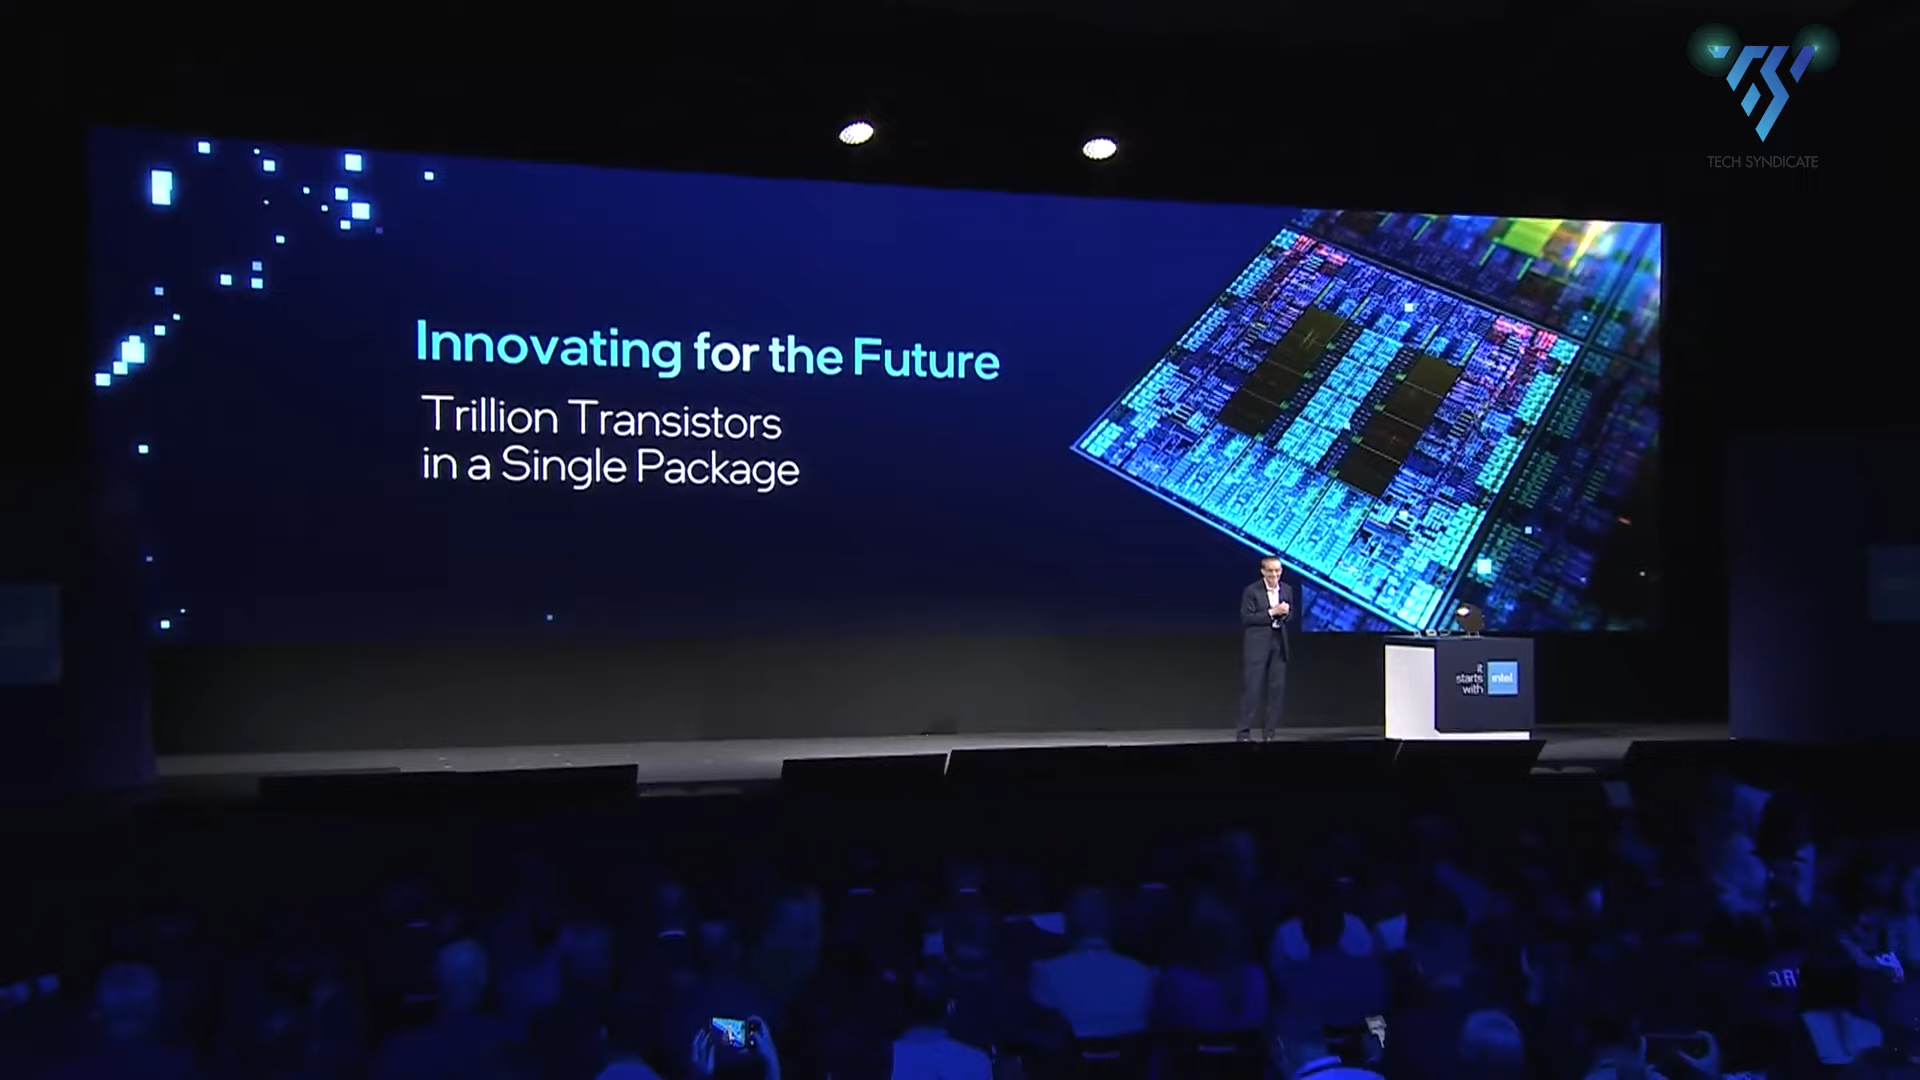 TECH SYNDICATE
Innovating for the Future
Trillion Transistors
in a Single Package
it
starts
with
intel